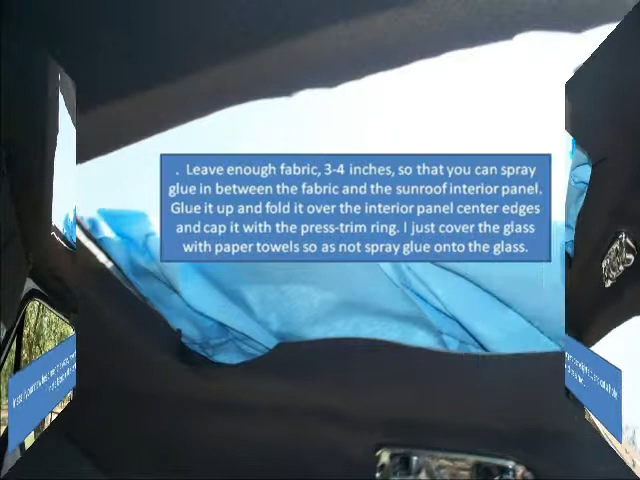 . Leave enough fabric, 3-4 inches, so that you can spray
glue in between the fabric and the sunroof interior panel.
Glue it up and fold it over the interior panel center edges
and cap it with the press-trim ring. I just cover the glass
with paper towels so as not spray glue onto the glass.